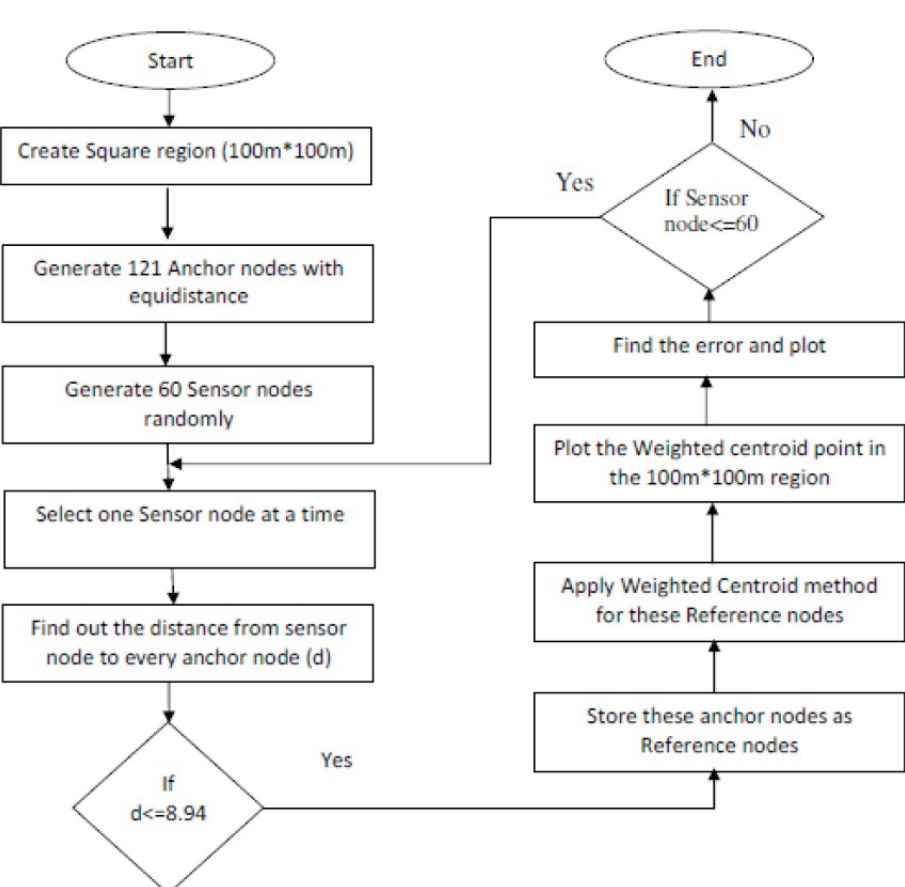 Start
Create Square region (100m*100m)
Generate 121 Anchor nodes with
equidistance
Generate 60 Sensor nodes
randomly
Select one Sensor node at a time
Find out the distance from sensor
node to every anchor node (d)
If
d<=8.94
Yes
Store these anchor nodes as
Reference nodes
Apply Weighted Centroid method
for these Reference nodes
Plot the Weighted centroid point in
the 100m*100m region
Find the error and plot
If Sensor
node<=60
Yes
No
End